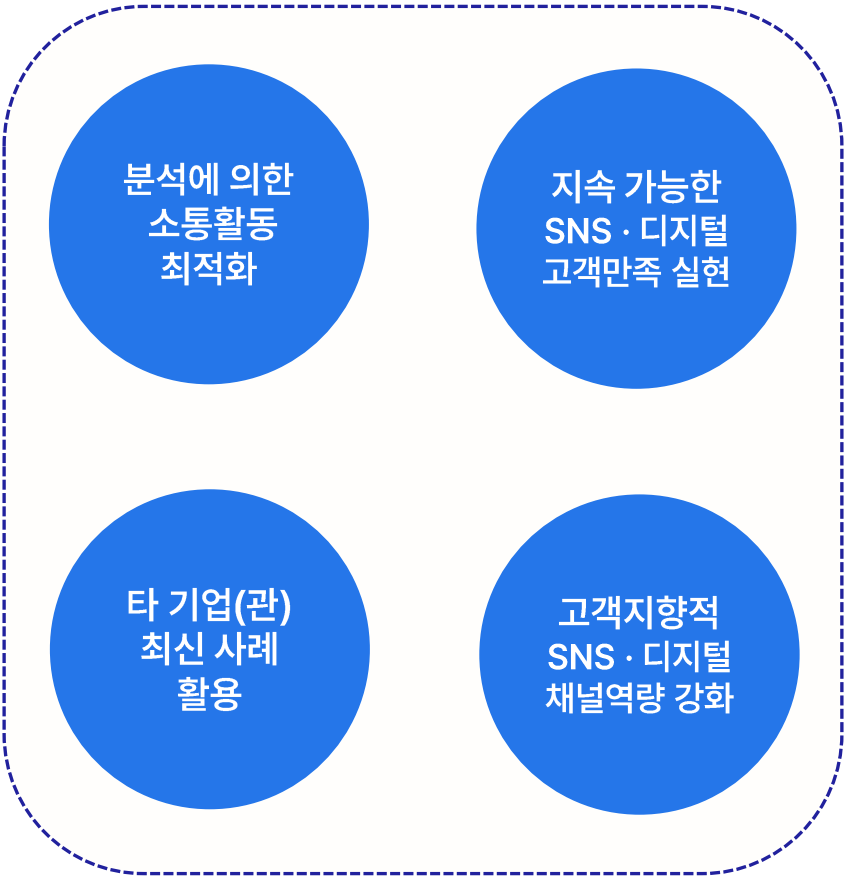 분석에 의한
소통활동
최적화
지속 가능한
SNS · 디지털
고객만족 실현
타 기업(관)
최신 사례
활용
고객지향적
SNS · 디지털
채널역량 강화